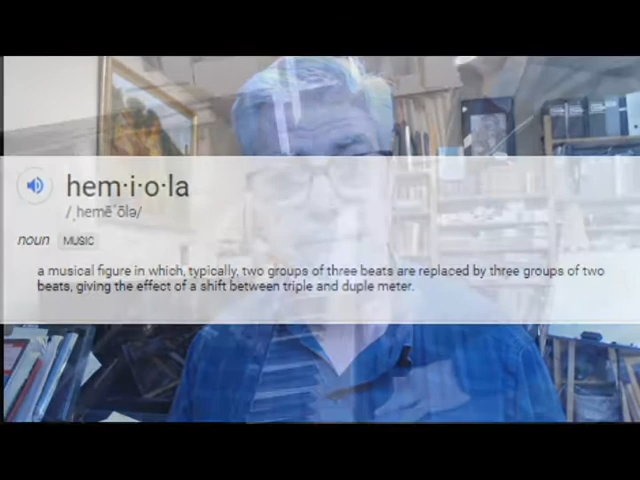 hem·i·o·la
/ˌhemēˈōlə/
noun MUSIC
a musical figure in which, typically, two groups of three beats are replaced by three groups of two
beats, giving the effect of a shift between triple and duple meter.